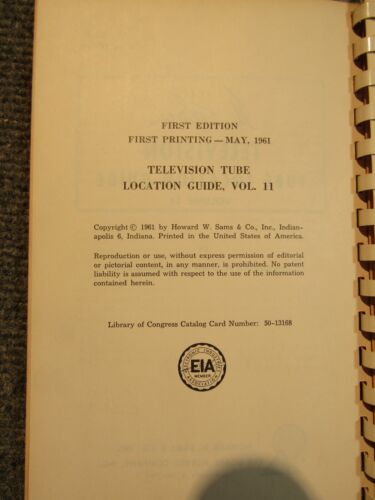 FIRST EDITION
FIRST PRINTING — MAY, 1961
TELEVISION TUBE
LOCATION GUIDE, VOL. 11
Copyright © 1961 by Howard W. Sams & Co., Inc., Indian-
apolis 6, Indiana. Printed in the United States of America.
Reproduction or use, without express permission of editorial
or pictorial content, in any manner, is prohibited. No patent
liability is assumed with respect to the use of the information
contained herein.
Library of Congress Catalog Card Number: 50-13168
ELECTRONIC INDUSTRIES
EIA
MEMBER
ASSOCIATION